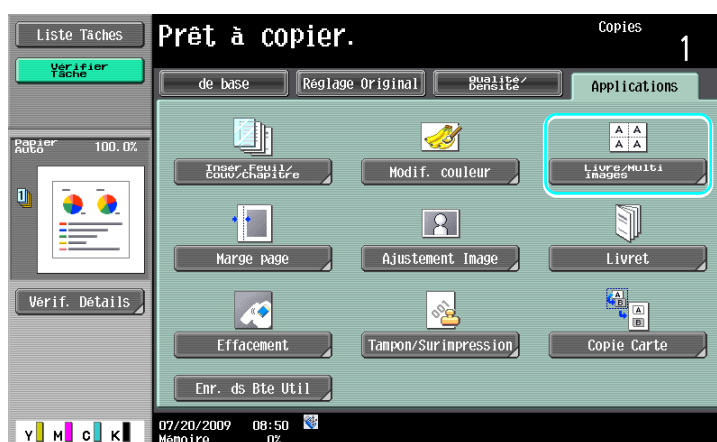 Liste Tâches
Prêt à copier.
Copies
1
Vérifier
Tâche
de base
Réglage Original
Qualité/
Densité
Applications
Papier
Auto
100.0%
1
Insér.Feuil/
Couv/Chapitre
Modif. couleur
A A
A A
Livre/Multi
images
Marge page
Ajustement Image
Livret
Vérif. Détails
001
A
B
A
B
Effacement
Tampon/Surimpression
Copie Carte
Enr. ds Bte Util
Y M C K
07/20/2009 08:50
Mémoire 0%